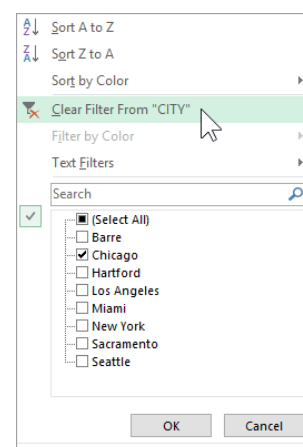 Sort A to Z
Sort Z to A
Sort by Color
Clear Filter From "CITY"
Filter by Color
Text Filters
Search
(Select All)
Barre
Chicago
Hartford
Los Angeles
Miami
New York
Sacramento
Seattle
OK Cancel